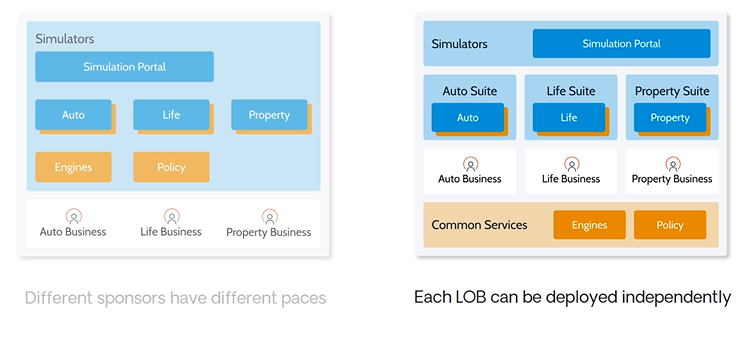 Simulators
Simulation Portal
Auto
Life
Property
Engines
Policy
Auto Business
Life Business
Property Business
Different sponsors have different paces
Simulators
Simulation Portal
Auto Suite
Life Suite
Property Suite
Auto
Life
Property
Auto Business
Life Business
Property Business
Common Services
Engines
Policy
Each LOB can be deployed independently